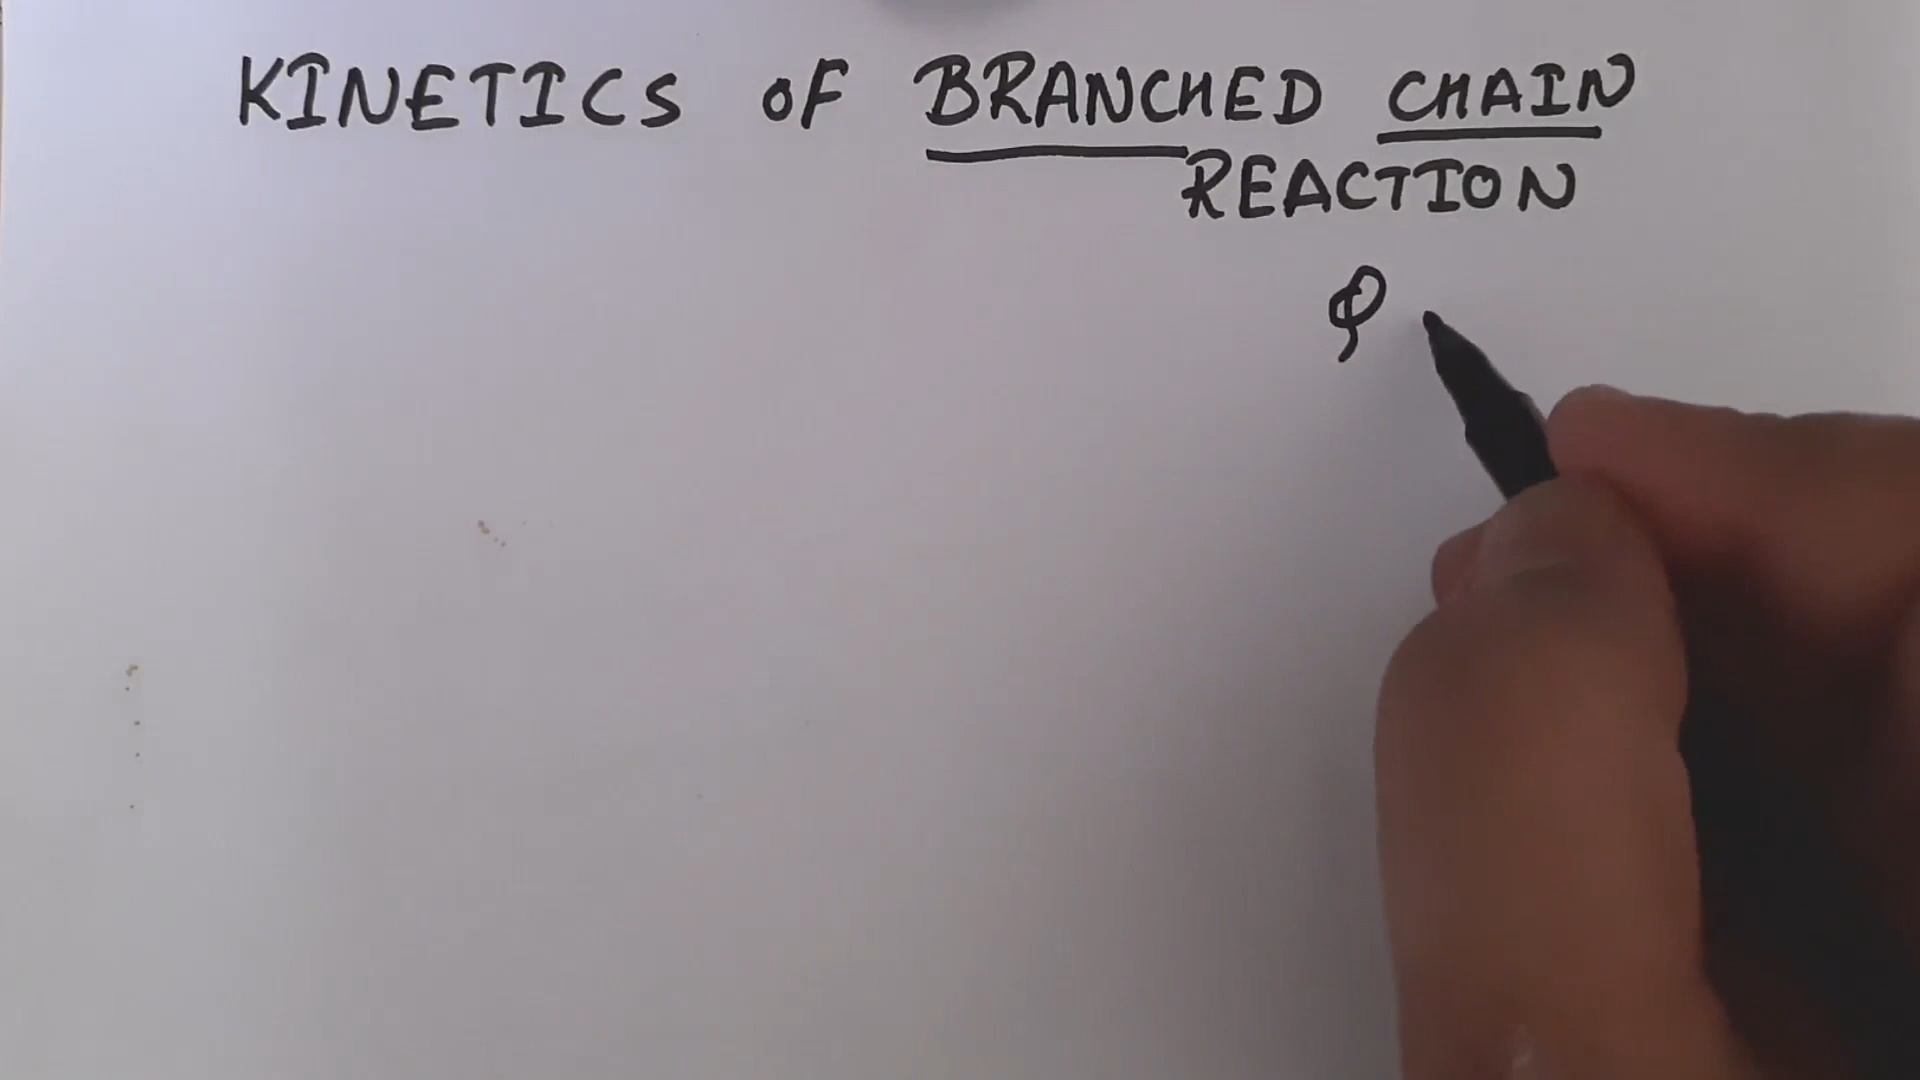 KINETICS OF BRANCHED CHAIN
REACTION
φ